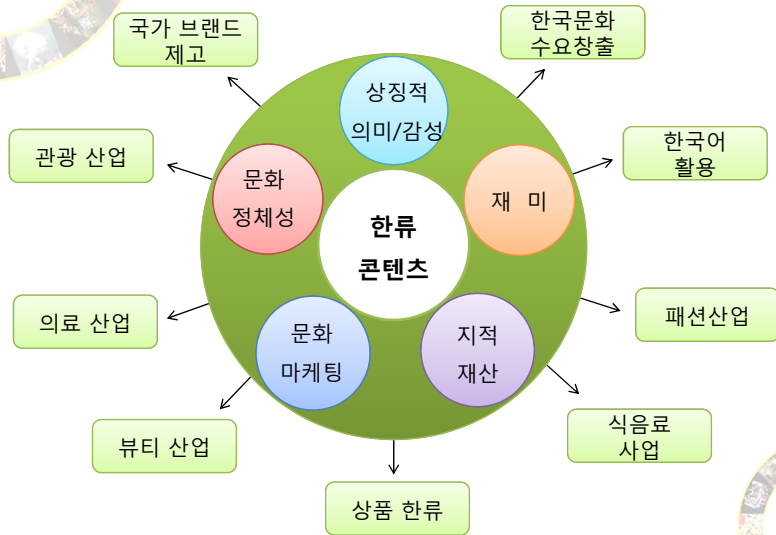 국가 브랜드
제고
한국문화
수요창출
상징적
의미/감성
관광 산업
문화
정체성
재 미
한국어
활용
한류
콘텐츠
의료 산업
문화
마케팅
지적
재산
패션산업
뷰티 산업
식음료
사업
상품 한류